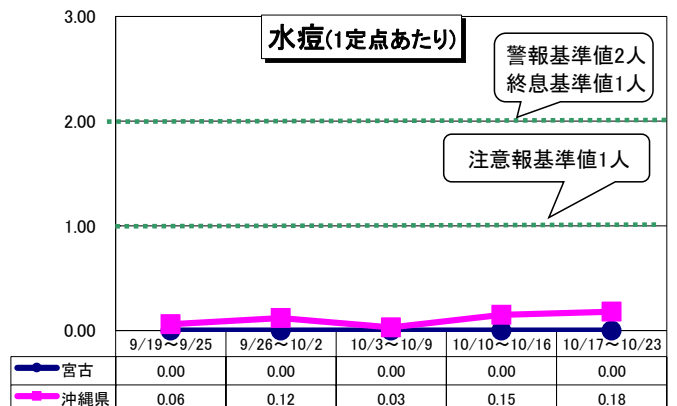 水痘(1定点あたり)
警報基準値2人
終息基準値1人
注意報基準値1人
3.00
2.00
1.00
0.00
9/19～9/25 9/26～10/2 10/3～10/9 10/10～10/16 10/17～10/23
宮古 0.00 0.00 0.00 0.00 0.00
沖縄県 0.06 0.12 0.03 0.15 0.18